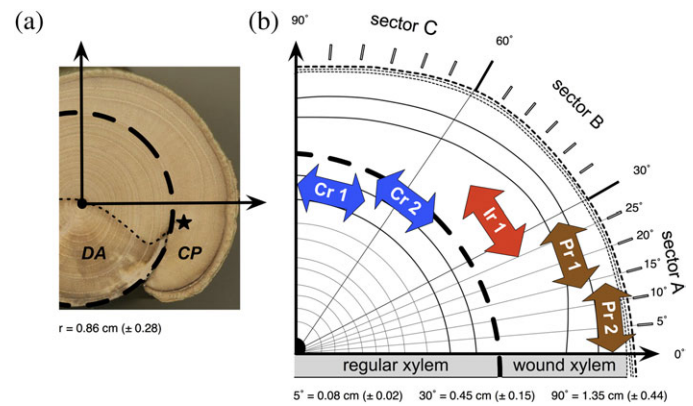 (a)
DA
CP
r = 0.86 cm (± 0.28)
(b)
90°
sector C
60°
sector B
30°
25°
20°
15°
10°
5°
0°
sector A
Cr 1
Cr 2
Ir 1
Pr 1
Pr 2
regular xylem
wound xylem
5° = 0.08 cm (± 0.02) 30° = 0.45 cm (± 0.15) 90° = 1.35 cm (± 0.44)